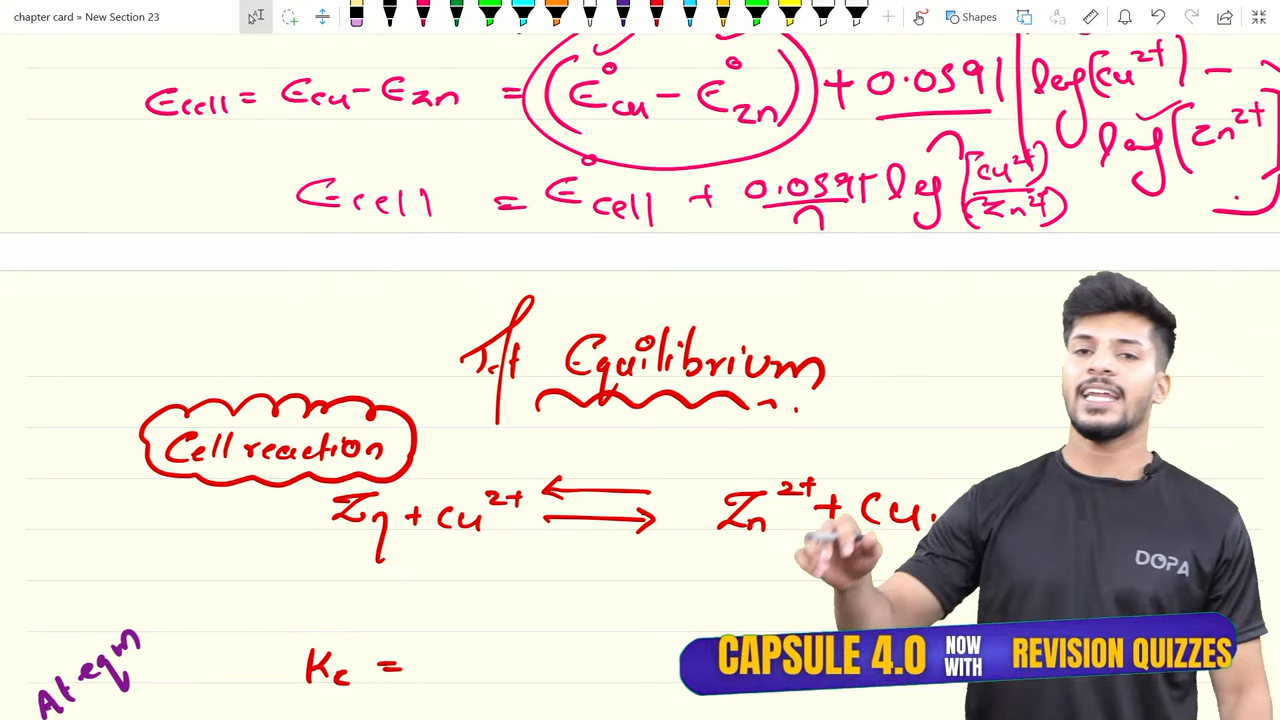 chapter card » New Section 23
Shapes
Ecell = Ecu - EZn = (E°cu - E°Zn) + 0.0591/n log(cu²⁺) -
log(Zn²⁺)
Ecell = E°cell + 0.0591/n log (cu²⁺)/(Zn²⁺)
At Equilibrium
Cell reaction
Zn + Cu²⁺ ⇌ Zn²⁺ + Cu.
At eqm
Kc =
DOPA
CAPSULE 4.0 NOW WITH REVISION QUIZZES